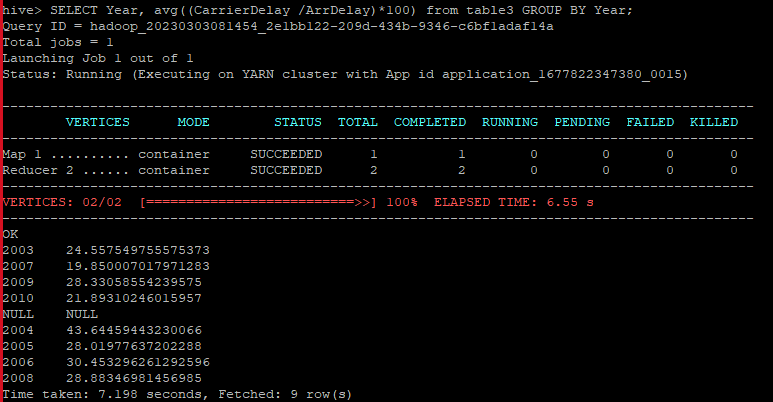 hive> SELECT Year, avg((CarrierDelay /ArrDelay)*100) from table3 GROUP BY Year;
Query ID = hadoop_20230303081454_2e1bb122-209d-434b-9346-c6bf1adaf14a
Total jobs = 1
Launching Job 1 out of 1
Status: Running (Executing on YARN cluster with App id application_1677822347380_0015)
----------------------------------------------------------------------------------------------
        VERTICES      MODE        STATUS  TOTAL  COMPLETED  RUNNING  PENDING  FAILED  KILLED
----------------------------------------------------------------------------------------------
Map 1 .......... container     SUCCEEDED      1          1        0        0       0       0
Reducer 2 ...... container     SUCCEEDED      2          2        0        0       0       0
----------------------------------------------------------------------------------------------
VERTICES: 02/02  [==========================>>] 100%  ELAPSED TIME: 6.55 s
----------------------------------------------------------------------------------------------
OK
2003    24.557549755575373
2007    19.850007017971283
2009    28.33058554239575
2010    21.89310246015957
NULL    NULL
2004    43.64459443230066
2005    28.01977637202288
2006    30.453296261292596
2008    28.88346981456985
Time taken: 7.198 seconds, Fetched: 9 row(s)